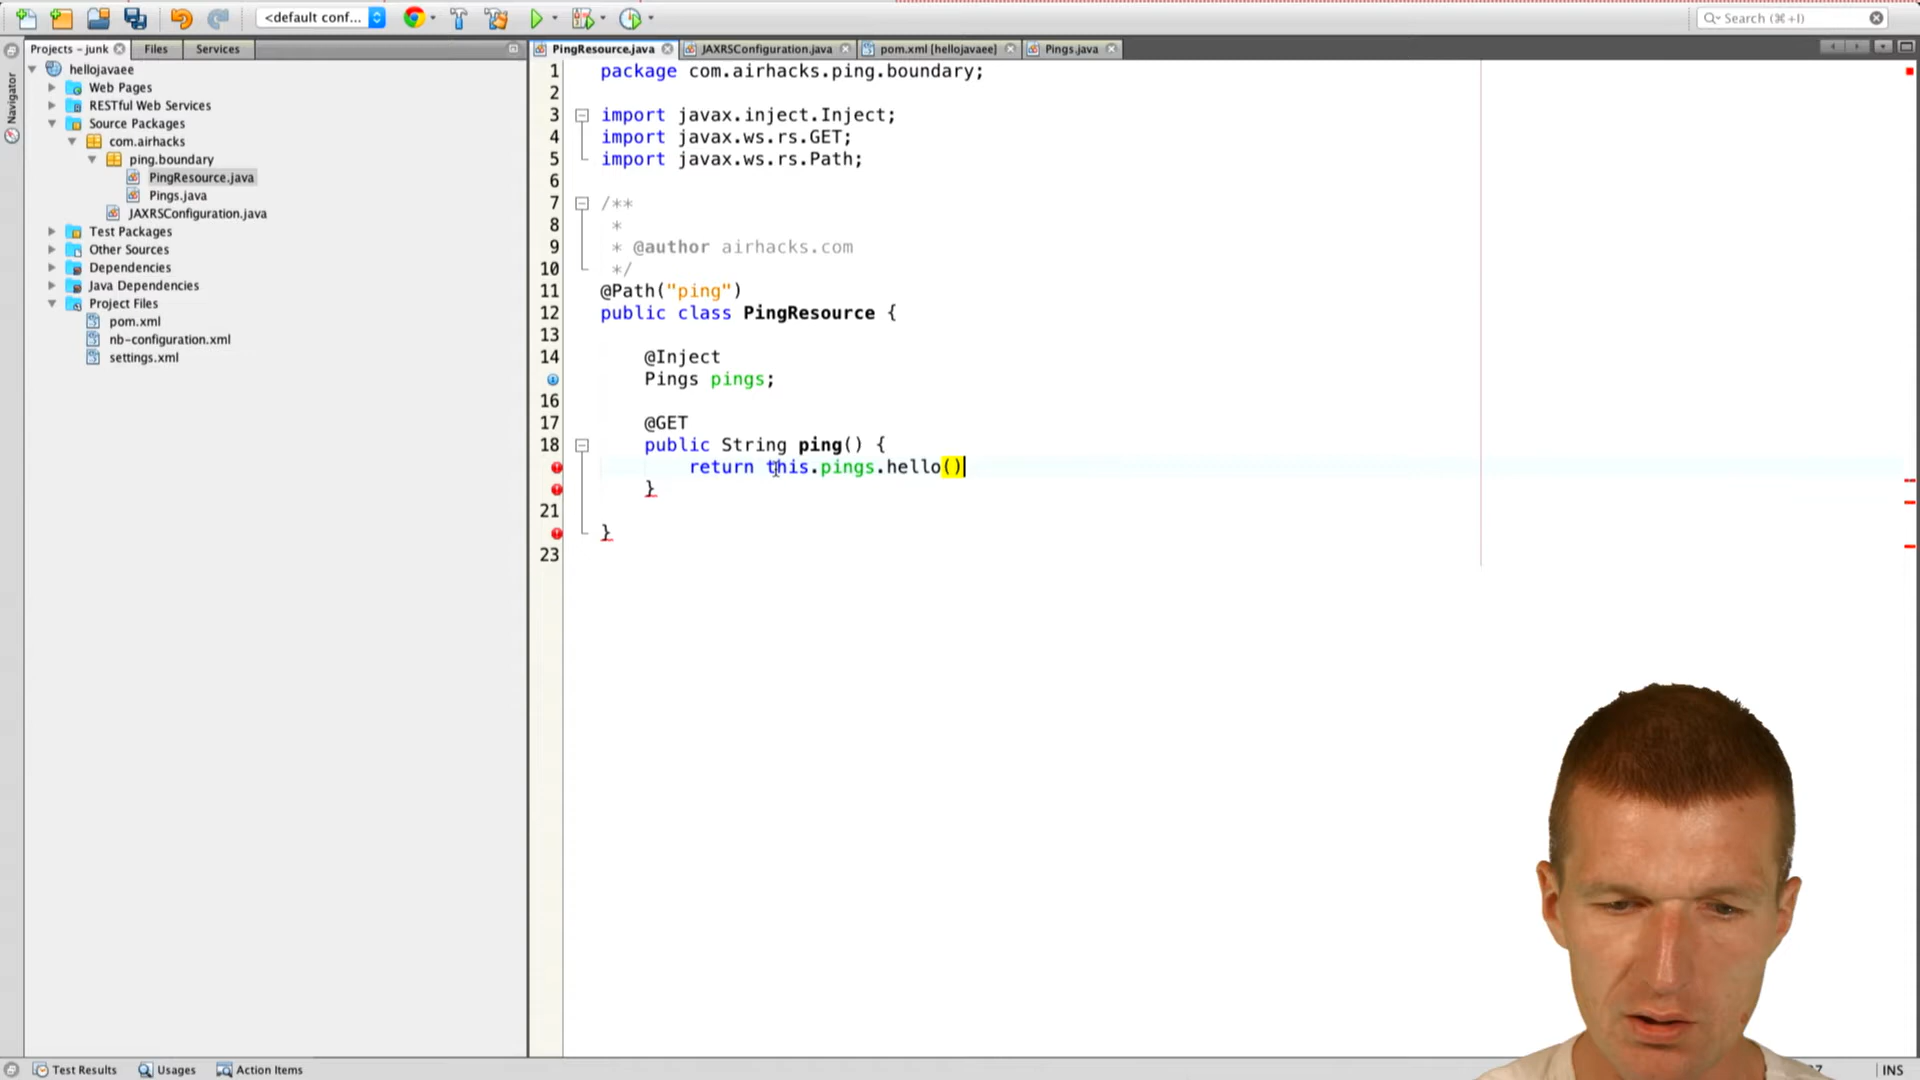 <default conf...
Search (⌘+I)
Projects – junk
Files
Services
PingResource.java
JAXRSConfiguration.java
pom.xml [hellojavaee]
Pings.java
Navigator
hellojavaee
Web Pages
RESTful Web Services
Source Packages
com.airhacks
ping.boundary
PingResource.java
Pings.java
JAXRSConfiguration.java
Test Packages
Other Sources
Dependencies
Java Dependencies
Project Files
pom.xml
nb-configuration.xml
settings.xml
1 package com.airhacks.ping.boundary;
2
3 import javax.inject.Inject;
4 import javax.ws.rs.GET;
5 import javax.ws.rs.Path;
6
7 /**
8 *
9 * @author airhacks.com
10 */
11 @Path("ping")
12 public class PingResource {
13
14 @Inject
Pings pings;
16
17 @GET
18 public String ping() {
return this.pings.hello()
}
21
}
23
Test Results
Usages
Action Items
INS